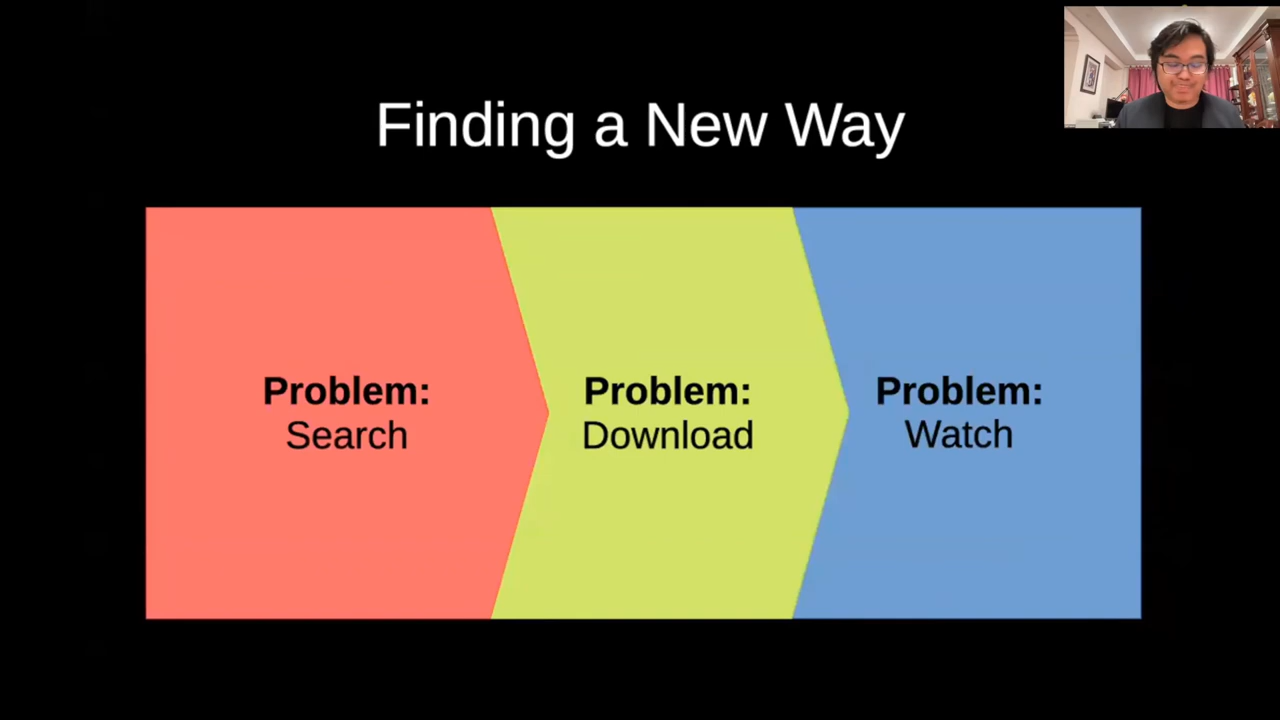 Finding a New Way
Problem:
Search
Problem:
Download
Problem:
Watch